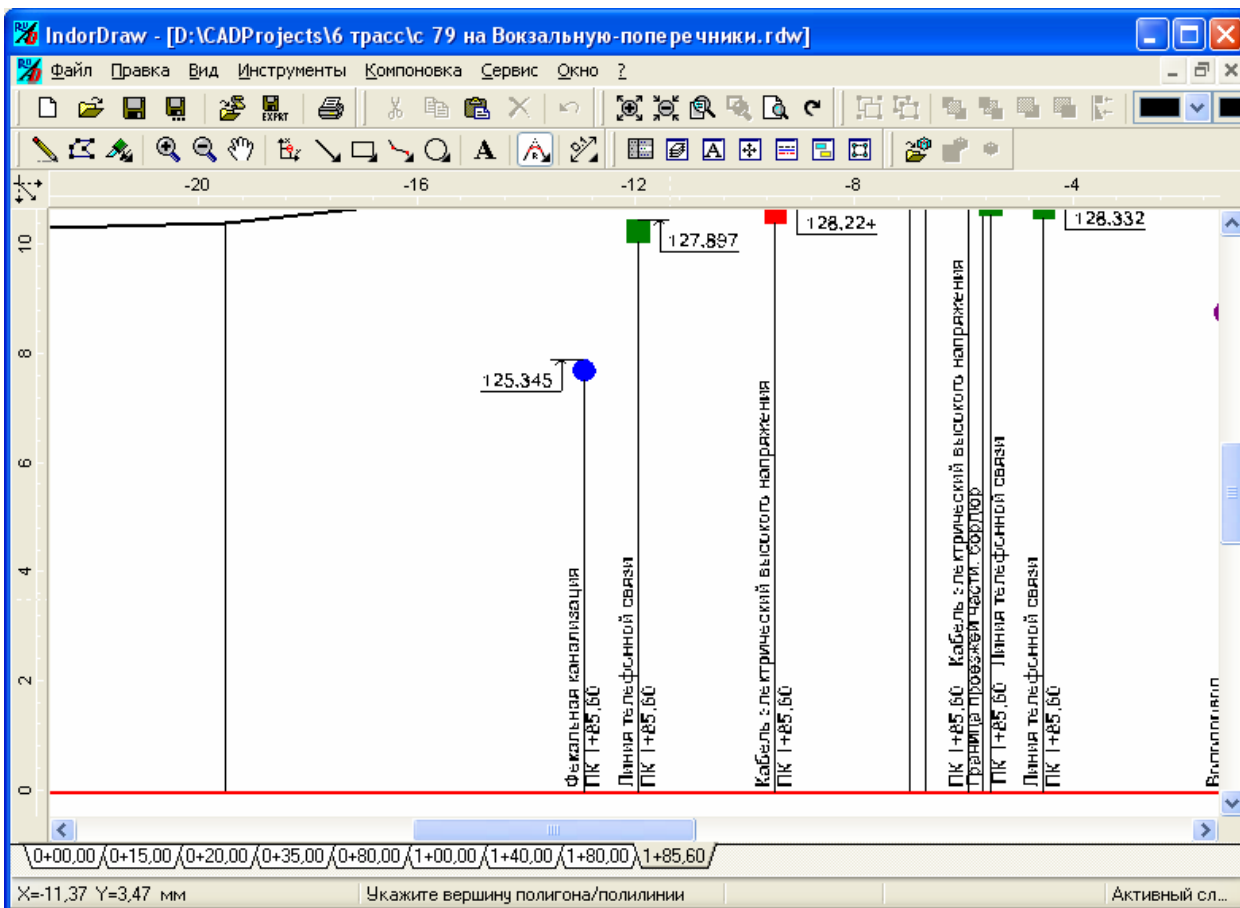 IndorDraw - [D:\CADProjects\6 трасс\с 79 на Вокзальную-поперечники.rdw]
Файл Правка Вид Инструменты Компоновка Сервис Окно ?
EXPRT
A
R
A
-20 -16 -12 -8 -4
10
8
6
4
2
0
127.897
128.224
128.332
125.345
Фекальная канализация
ПК 1+85,60
Линия телефонной связи
ПК 1+85,60
Кабель электрический высокого напряжения
ПК 1+85,60
ПК 1+85,60 Кабель электрический высокого напряжения
Граница проезжей части. бордюр
ПК 1+85,60 Линия телефонной связи
Линия телефонной связи
ПК 1+85,60
0+00,00 0+15,00 0+20,00 0+35,00 0+80,00 1+00,00 1+40,00 1+80,00 1+85,60
X=-11,37 Y=3,47 мм
Укажите вершину полигона/полилинии
Активный сл...